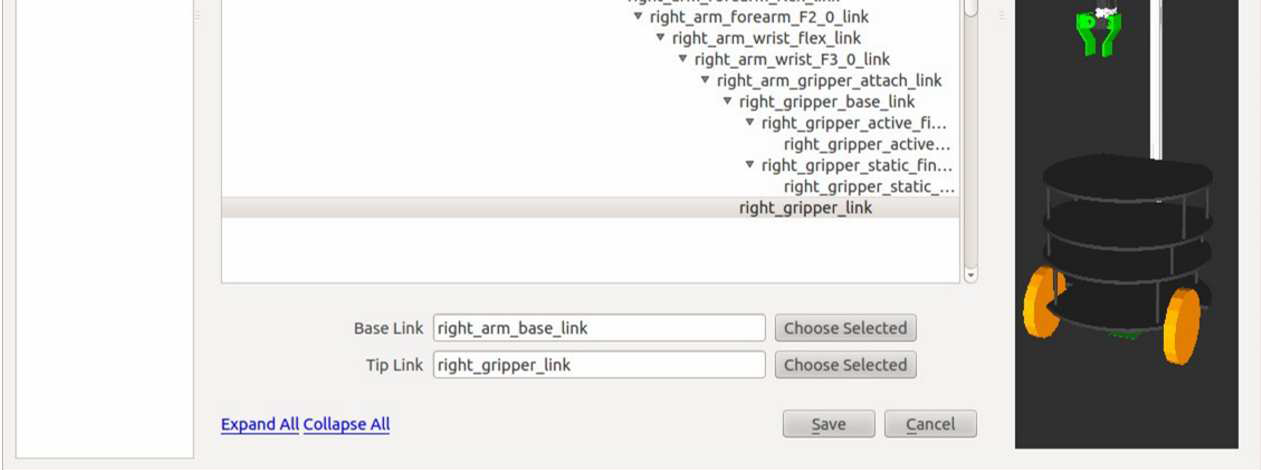 right_arm_forearm_F2_0_link
right_arm_wrist_flex_link
right_arm_wrist_F3_0_link
right_arm_gripper_attach_link
right_gripper_base_link
right_gripper_active_fi...
right_gripper_active...
right_gripper_static_fin...
right_gripper_static_...
right_gripper_link
Base Link right_arm_base_link Choose Selected
Tip Link right_gripper_link Choose Selected
Expand All Collapse All Save Cancel